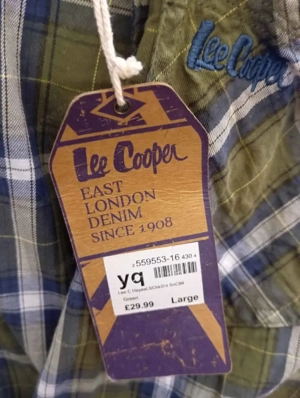 Lee Cooper
Lee Cooper
EAST
LONDON
DENIM
SINCE 1908
559553-16
yq
Green
£29.99 Large